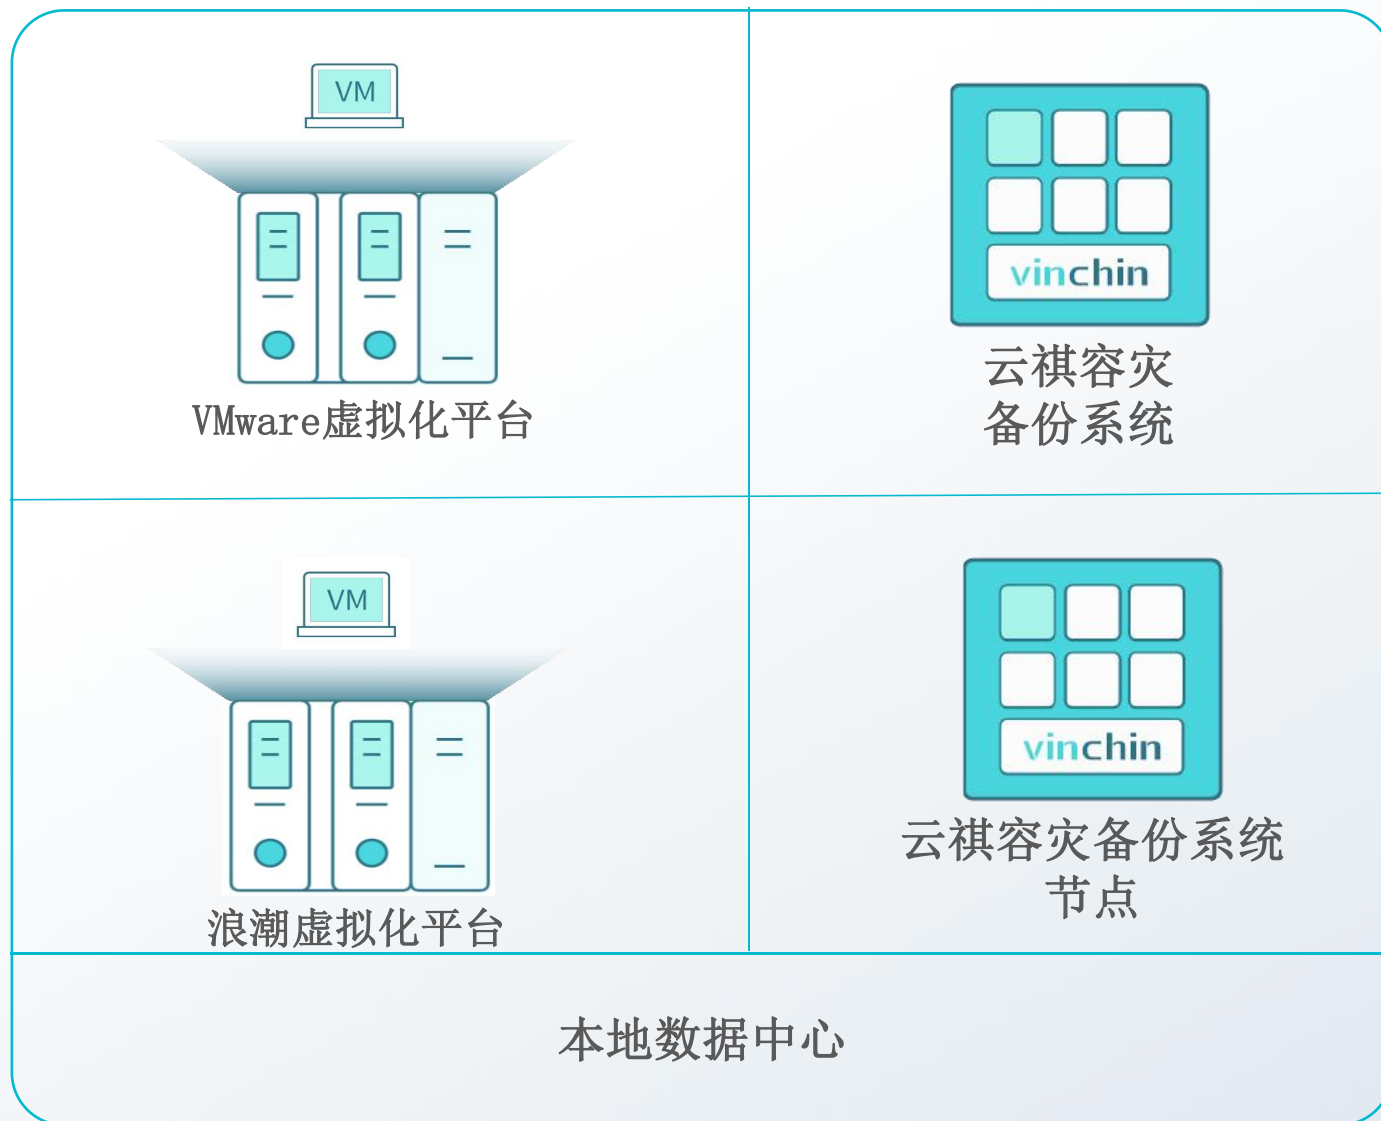 VM
VMware虚拟化平台
vinchin
云祺容灾
备份系统
VM
浪潮虚拟化平台
vinchin
云祺容灾备份系统
节点
本地数据中心